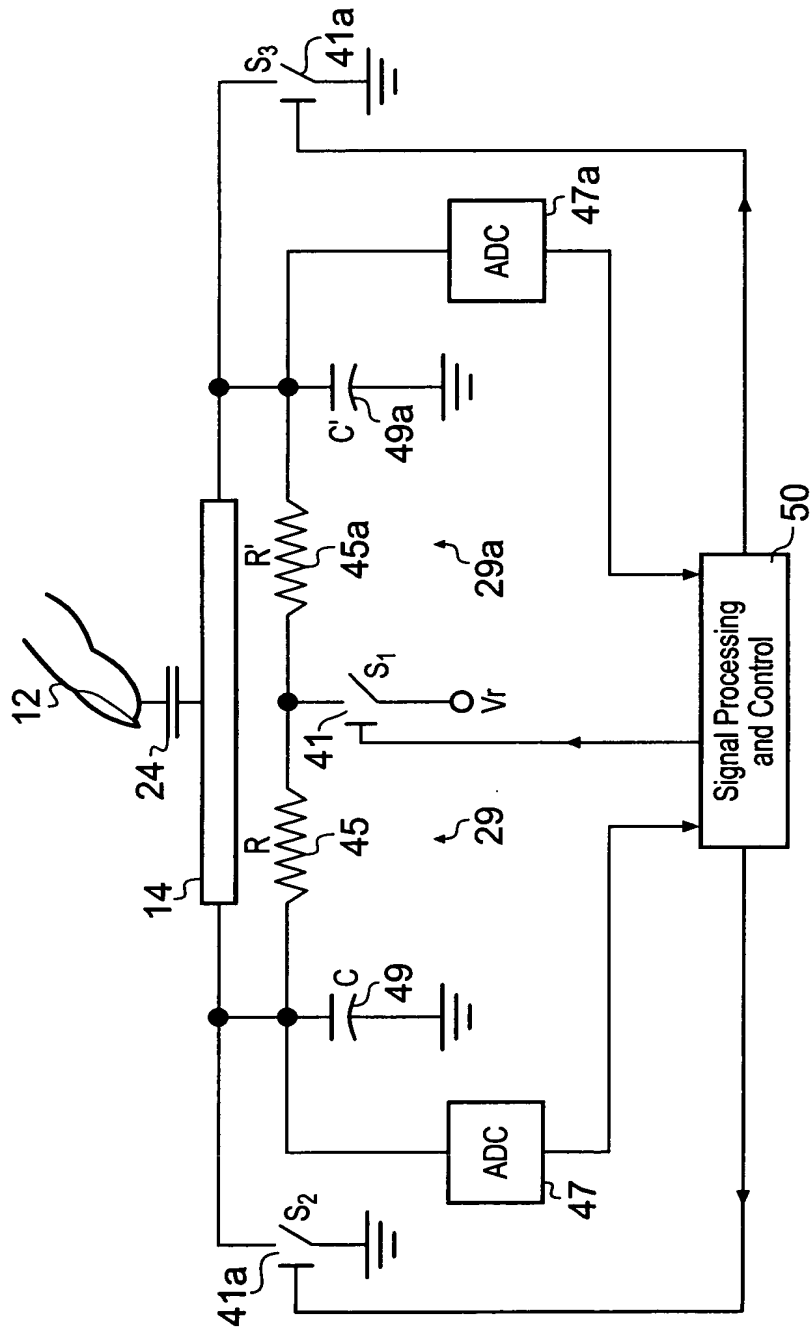 12
24
14
R
R'
45
45a
S₂
41a
S₃
41a
C
49
C'
49a
41
S₁
Vr
29
29a
ADC
47
ADC
47a
Signal Processing
and Control
50